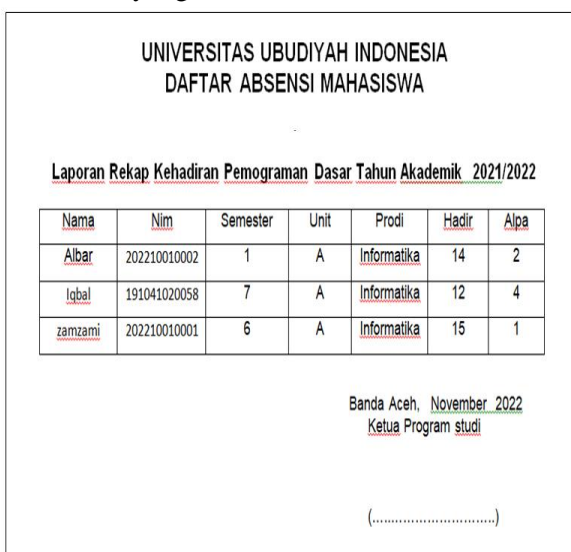 UNIVERSITAS UBUDIYAH INDONESIA
DAFTAR ABSENSI MAHASISWA
Laporan Rekap Kehadiran Pemograman Dasar Tahun Akademik 2021/2022
Nama Nim Semester Unit Prodi Hadir Alpa
Albar 202210010002 1 A Informatika 14 2
Iqbal 191041020058 7 A Informatika 12 4
zamzami 202210010001 6 A Informatika 15 1
Banda Aceh, November 2022
Ketua Program studi
(................................)